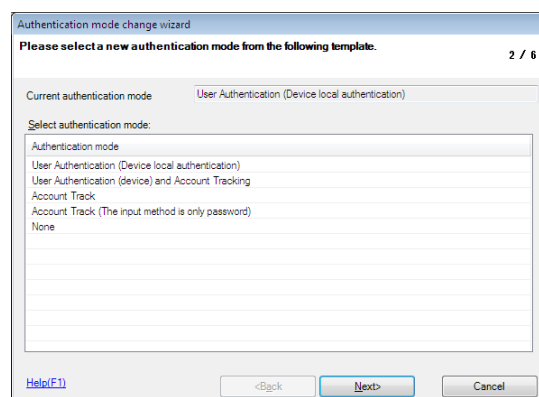 Authentication mode change wizard
Please select a new authentication mode from the following template.
2 / 6
Current authentication mode
User Authentication (Device local authentication)
Select authentication mode:
Authentication mode
User Authentication (Device local authentication)
User Authentication (device) and Account Tracking
Account Track
Account Track (The input method is only password)
None
Help(F1)
<Back
Next>
Cancel